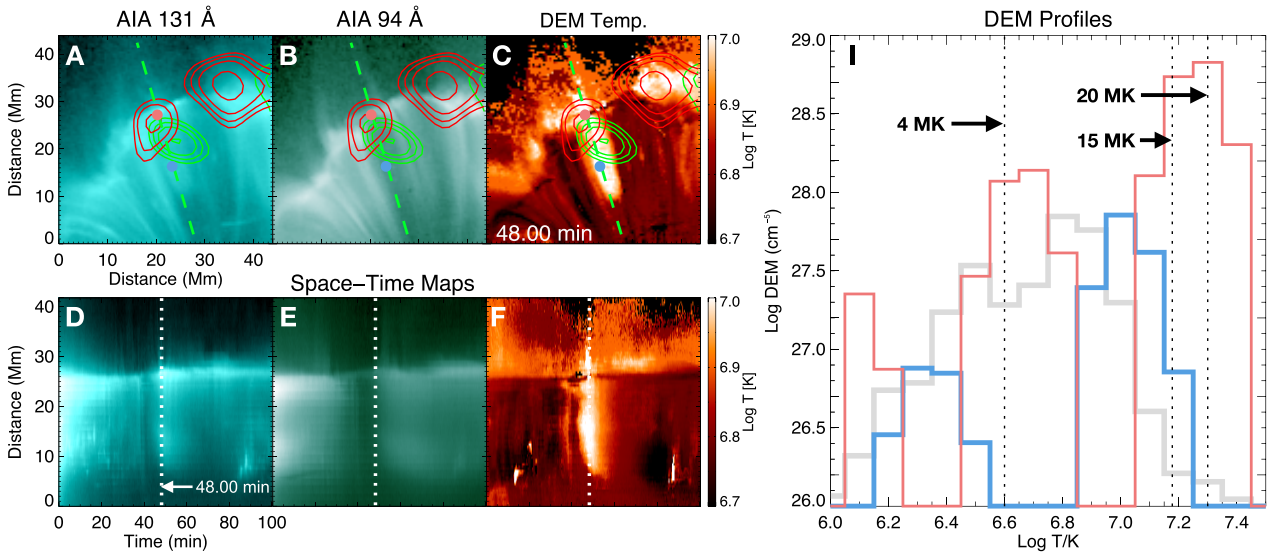 AIA 131 Å
AIA 94 Å
DEM Temp.
DEM Profiles
A
B
C
48.00 min
Distance (Mm)
40
30
20
10
0
0 10 20 30 40
Distance (Mm)
7.0
6.9
6.8
6.7
Log T [K]
Space–Time Maps
D
E
F
48.00 min
Distance (Mm)
40
30
20
10
0
0 20 40 60 80 100
Time (min)
7.0
6.9
6.8
6.7
Log T [K]
I
4 MK
20 MK
15 MK
Log DEM (cm⁻⁵)
29.0
28.5
28.0
27.5
27.0
26.5
26.0
6.0 6.2 6.4 6.6 6.8 7.0 7.2 7.4
Log T/K